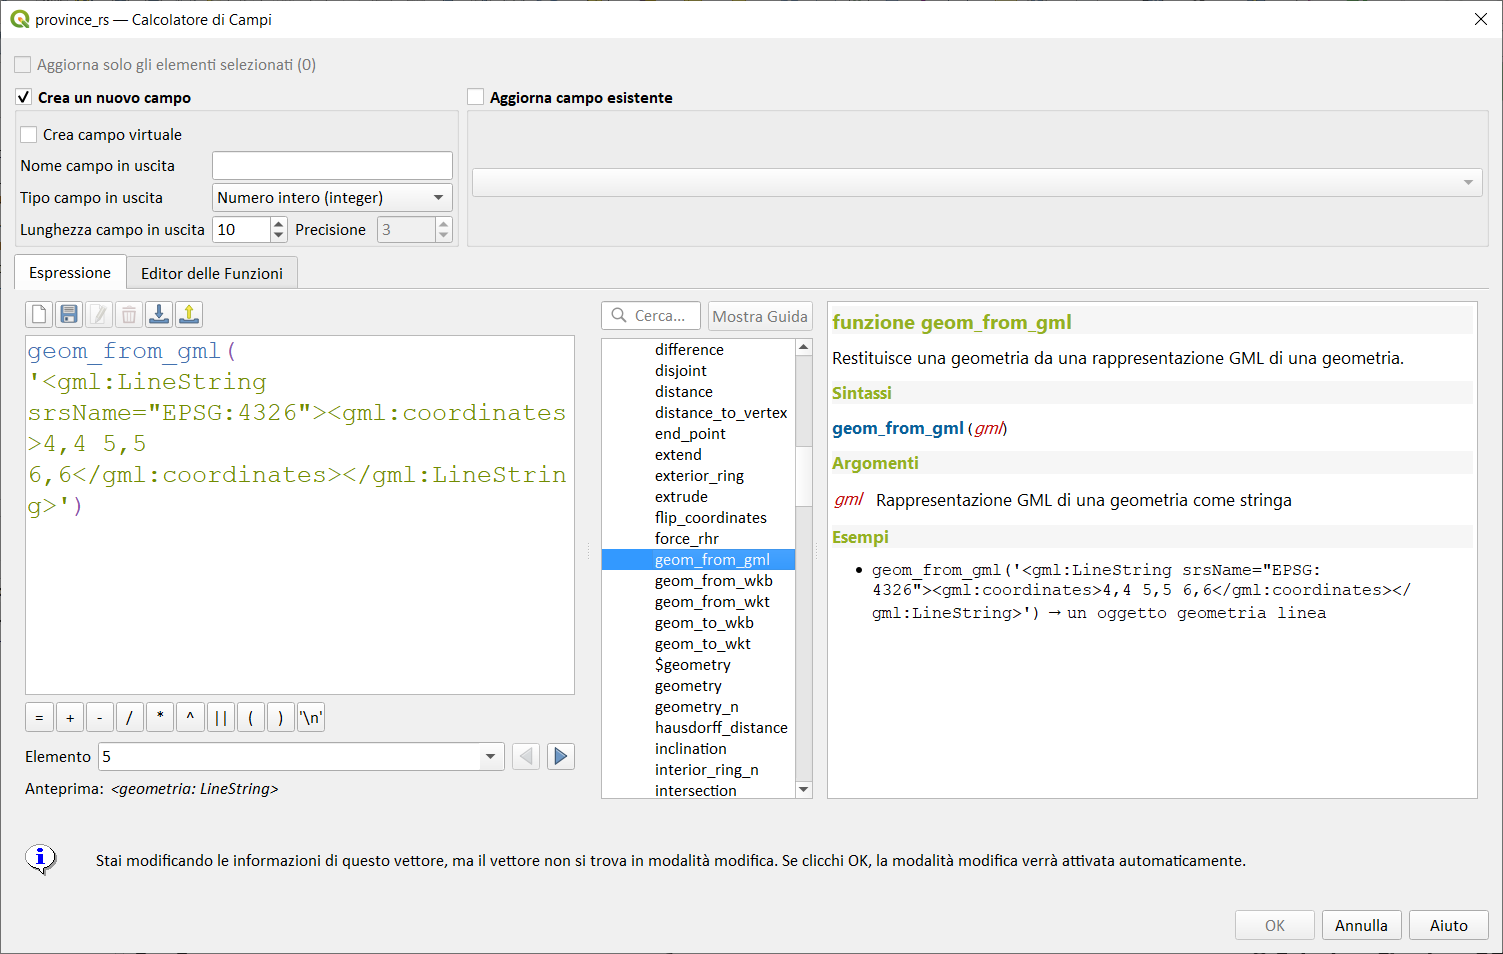 province_rs — Calcolatore di Campi
Aggiorna solo gli elementi selezionati (0)
Crea un nuovo campo
Aggiorna campo esistente
Crea campo virtuale
Nome campo in uscita
Tipo campo in uscita
Numero intero (integer)
Lunghezza campo in uscita
10
Precisione
3
Espressione
Editor delle Funzioni
geom_from_gml(
'<gml:LineString
srsName="EPSG:4326"><gml:coordinates
>4,4 5,5
6,6</gml:coordinates></gml:LineStrin
g>')
= + - / * ^ || ( ) '\n'
Elemento
5
Anteprima: <geometria: LineString>
Cerca...
Mostra Guida
difference
disjoint
distance
distance_to_vertex
end_point
extend
exterior_ring
extrude
flip_coordinates
force_rhr
geom_from_gml
geom_from_wkb
geom_from_wkt
geom_to_wkb
geom_to_wkt
$geometry
geometry
geometry_n
hausdorff_distance
inclination
interior_ring_n
intersection
funzione geom_from_gml
Restituisce una geometria da una rappresentazione GML di una geometria.
Sintassi
geom_from_gml(gml)
Argomenti
gml Rappresentazione GML di una geometria come stringa
Esempi
• geom_from_gml('<gml:LineString srsName="EPSG:
4326"><gml:coordinates>4,4 5,5 6,6</gml:coordinates></
gml:LineString>') → un oggetto geometria linea
Stai modificando le informazioni di questo vettore, ma il vettore non si trova in modalità modifica. Se clicchi OK, la modalità modifica verrà attivata automaticamente.
OK
Annulla
Aiuto